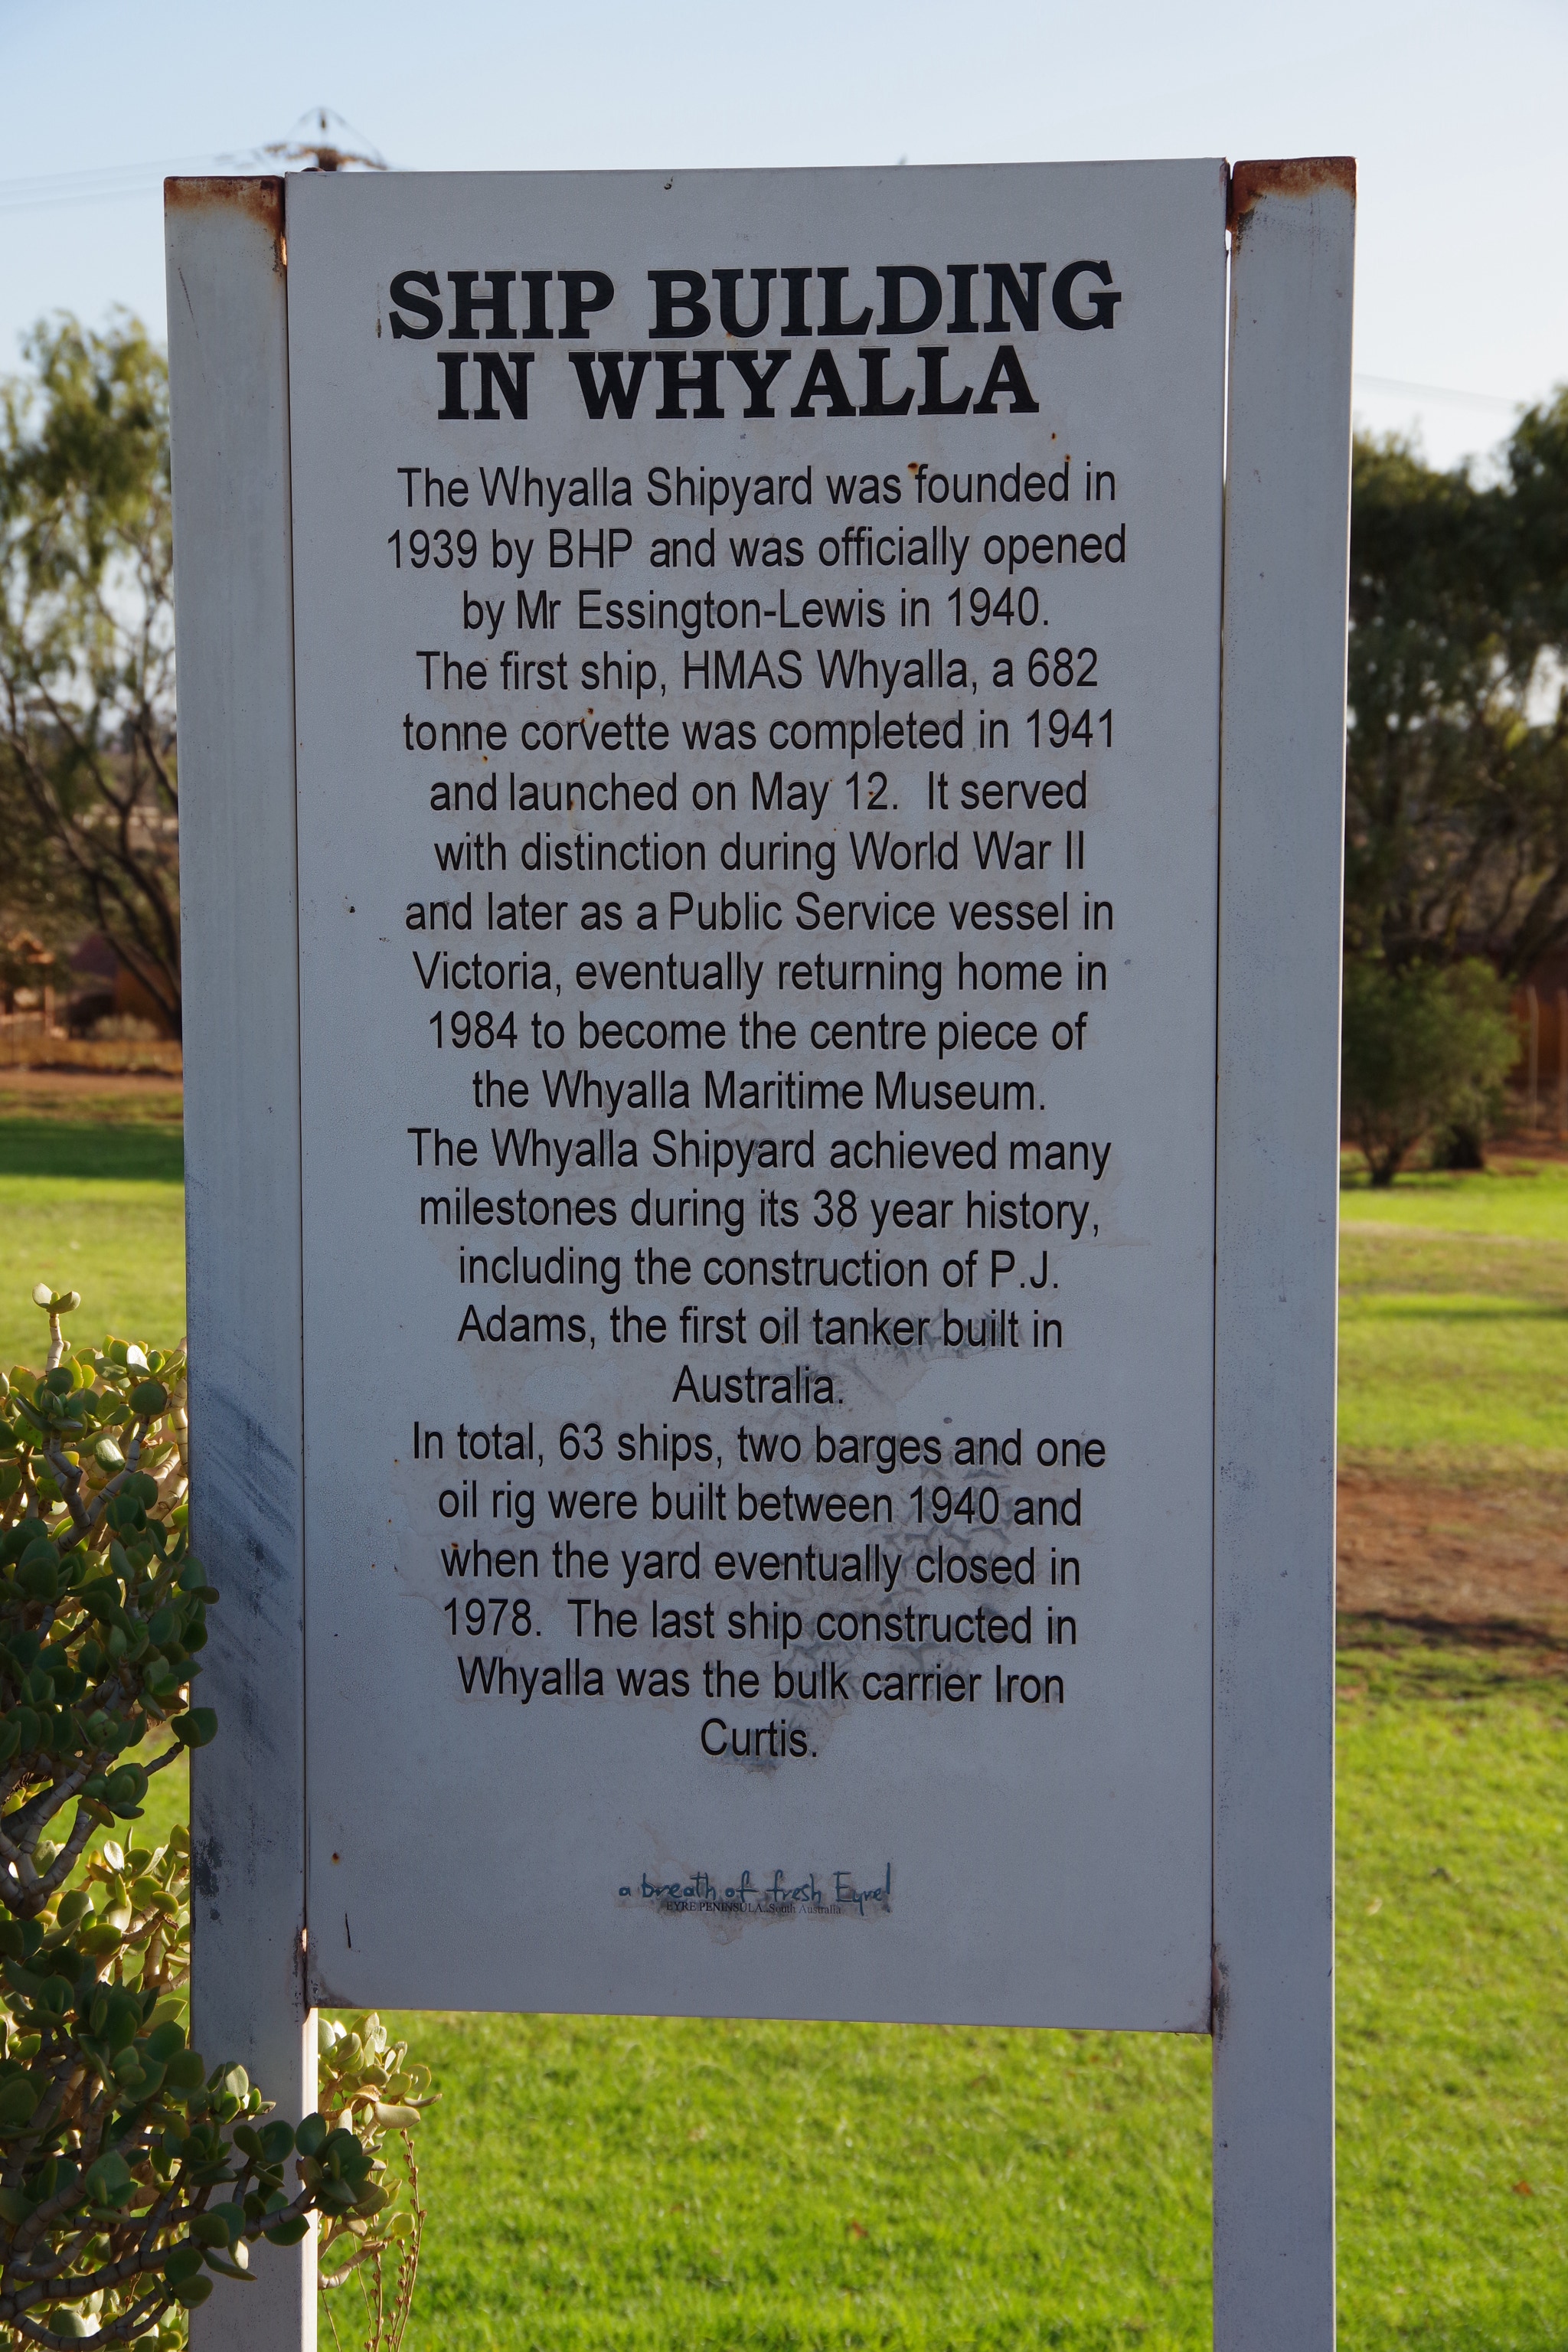 SHIP BUILDING
IN WHYALLA
The Whyalla Shipyard was founded in
1939 by BHP and was officially opened
by Mr Essington-Lewis in 1940.
The first ship, HMAS Whyalla, a 682
tonne corvette was completed in 1941
and launched on May 12. It served
with distinction during World War II
and later as a Public Service vessel in
Victoria, eventually returning home in
1984 to become the centre piece of
the Whyalla Maritime Museum.
The Whyalla Shipyard achieved many
milestones during its 38 year history,
including the construction of P.J.
Adams, the first oil tanker built in
Australia.
In total, 63 ships, two barges and one
oil rig were built between 1940 and
when the yard eventually closed in
1978. The last ship constructed in
Whyalla was the bulk carrier Iron
Curtis.
a breath of fresh Eyre!
EYRE PENINSULA. South Australia